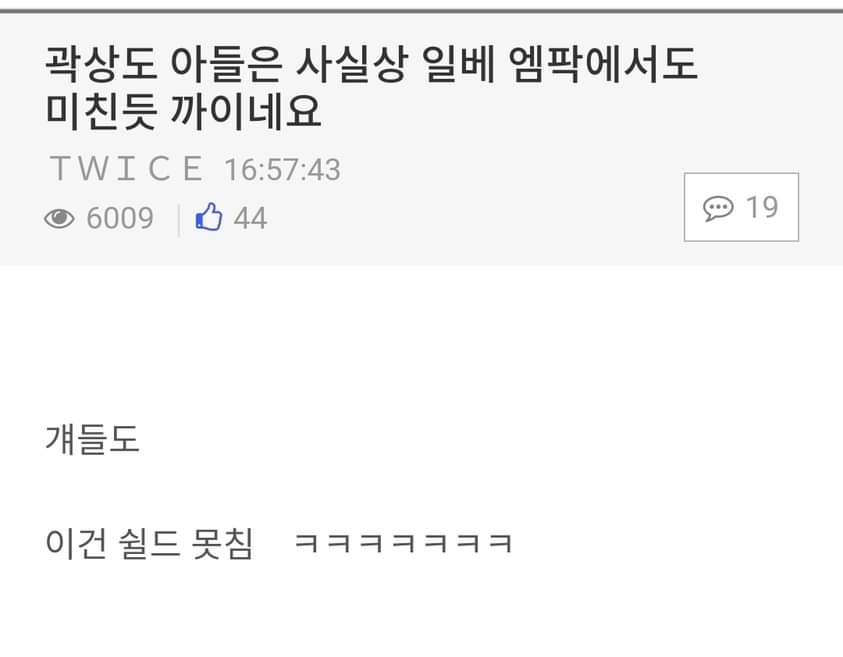 곽상도 아들은 사실상 일베 엠팍에서도
미친듯 까이네요
ＴＷＩＣＥ 16:57:43
6009 44
19
걔들도
이건 쉴드 못침 ㅋㅋㅋㅋㅋㅋㅋ